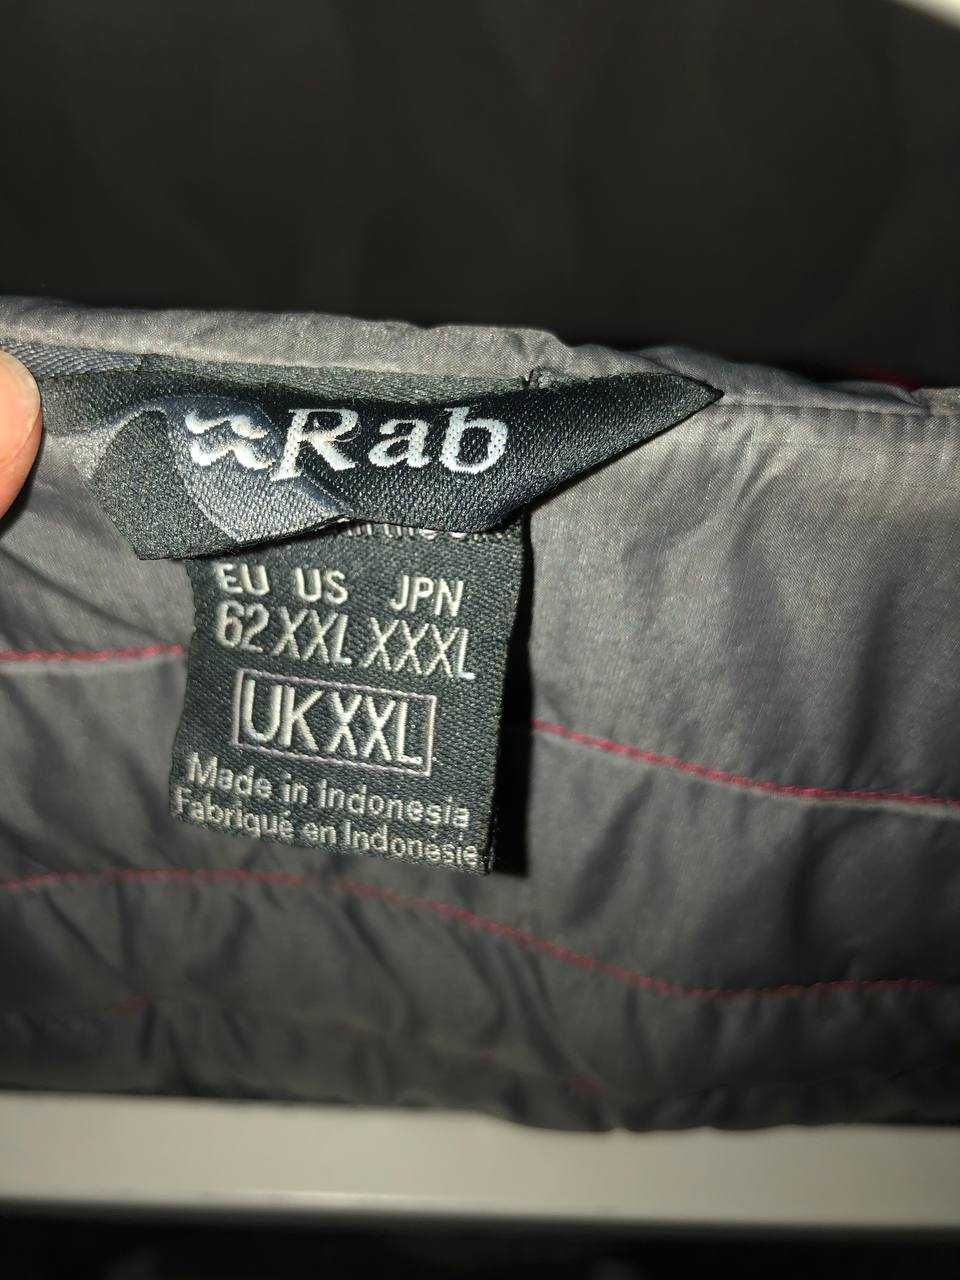 Rab
EU US JPN
62 XXL XXXL
UK XXL
Made in Indonesia
Fabriqué en Indonesie